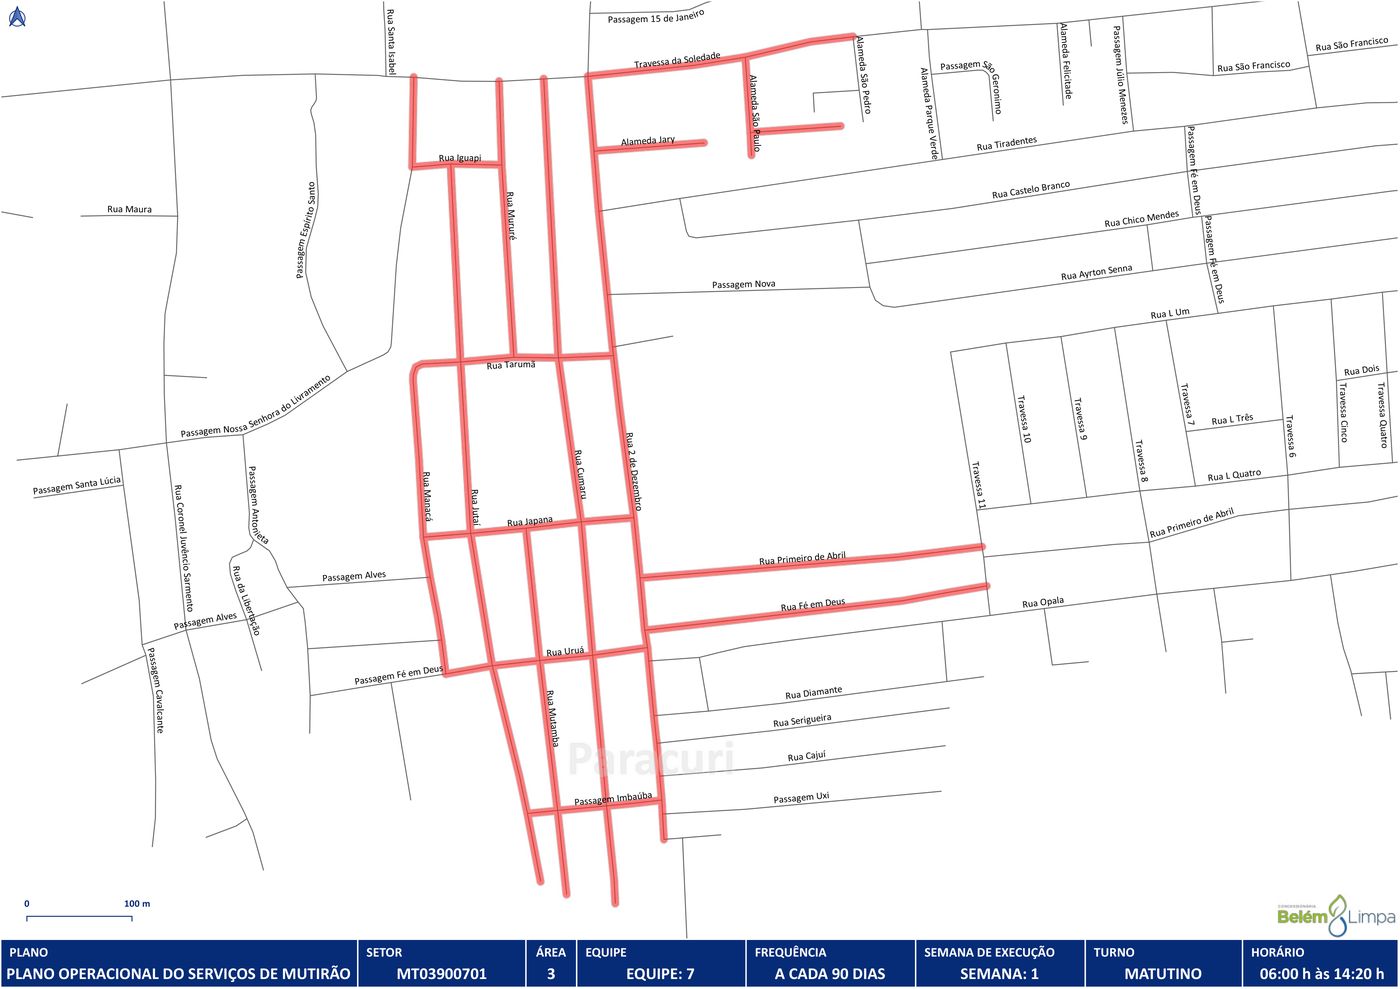 Passagem 15 de Janeiro
Rua Santa Isabel
Travessa da Soledade
Alameda São Pedro
Alameda São Paulo
Alameda Parque Verde
Passagem São Geronimo
Alameda Felicidade
Passagem Júlio Menezes
Rua São Francisco
Rua São Francisco
Alameda Jary
Rua Iguapi
Rua Tiradentes
Passagem Fé em Deus
Rua Castelo Branco
Rua Maura
Passagem Espírito Santo
Rua Mururé
Rua Chico Mendes
Passagem Fé em Deus
Rua Ayrton Senna
Passagem Nova
Rua L Um
Rua Tarumã
Rua Dois
Passagem Nossa Senhora do Livramento
Travessa 10
Travessa 9
Travessa 7
Rua L Três
Travessa 6
Travessa Cinco
Travessa Quatro
Travessa 8
Rua 2 de Dezembro
Rua Cumaru
Travessa 11
Rua L Quatro
Passagem Santa Lúcia
Rua Coronel Juvêncio Sarmento
Passagem Antonieta
Rua Manacá
Rua Jutaí
Rua Japana
Rua Primeiro de Abril
Rua Primeiro de Abril
Passagem Alves
Rua da Libertação
Rua Fé em Deus
Rua Opala
Passagem Alves
Rua Uruá
Passagem Cavalcante
Passagem Fé em Deus
Rua Mutamba
Rua Diamante
Rua Serigueira
Paracuri
Rua Cajuí
Passagem Imbaúba
Passagem Uxi
0 100 m
CONCESSIONÁRIA
Belém Limpa
PLANO
PLANO OPERACIONAL DO SERVIÇOS DE MUTIRÃO
SETOR
MT03900701
ÁREA
3
EQUIPE
EQUIPE: 7
FREQUÊNCIA
A CADA 90 DIAS
SEMANA DE EXECUÇÃO
SEMANA: 1
TURNO
MATUTINO
HORÁRIO
06:00 h às 14:20 h